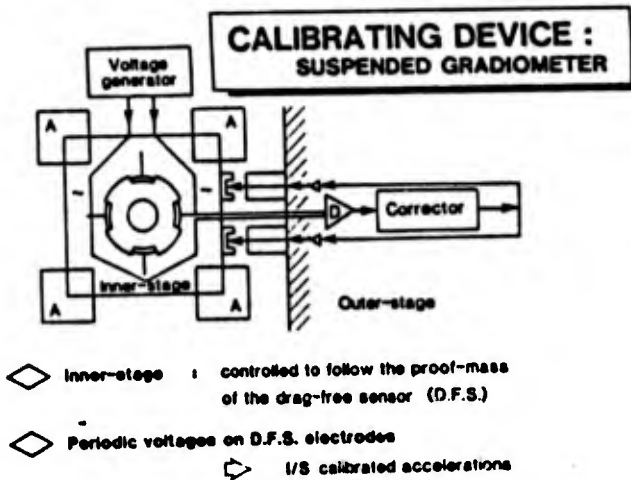 CALIBRATING DEVICE :
SUSPENDED GRADIOMETER
Voltage
generator
A
A
~
~
D
Corrector
A
A
Inner-stage
Outer-stage
Inner-stage : controlled to follow the proof-mass
of the drag-free sensor (D.F.S.)
Periodic voltages on D.F.S. electrodes
I/S calibrated accelerations